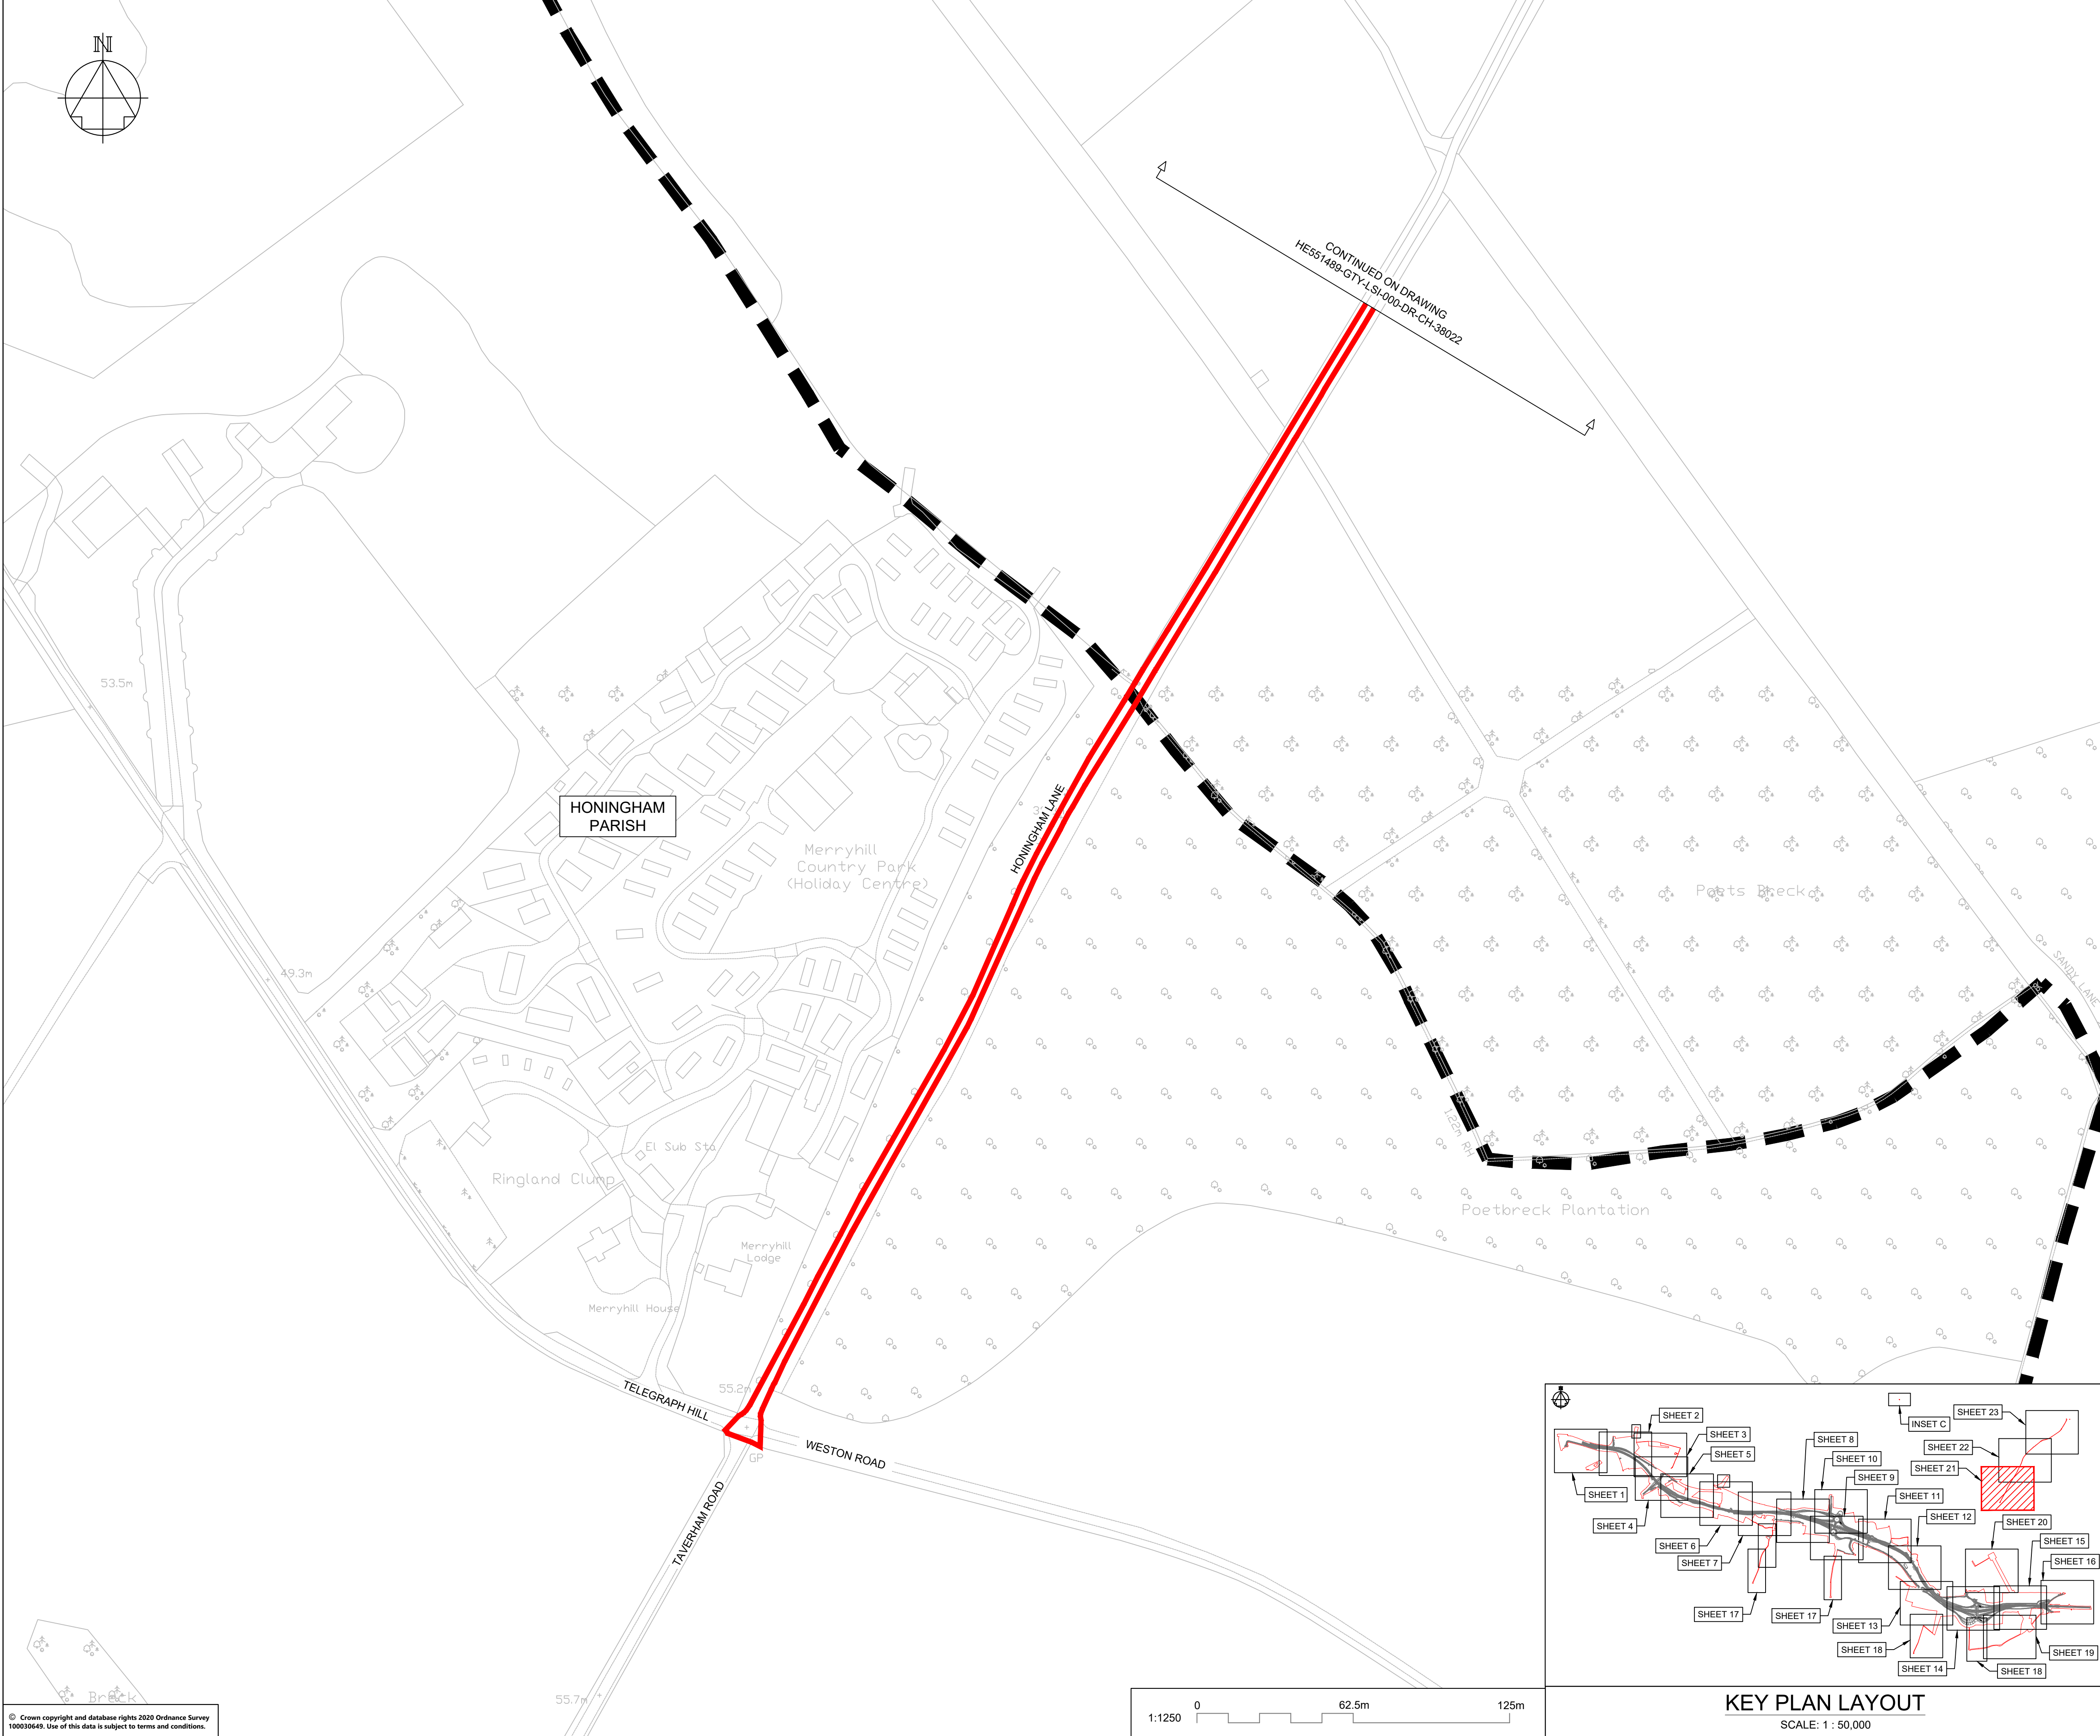 N
CONTINUED ON DRAWING
HE551489-GTY-LSI-000-DR-CH-38022
53.5m
HONINGHAM
PARISH
HONINGHAM LANE
Merryhill
Country Park
(Holiday Centre)
Poets Breck
49.3m
SANDY LANE
1.22m RH
El Sub Sta
Ringland Clump
Poetbreck Plantation
Merryhill
Lodge
Merryhill House
55.2m
TELEGRAPH HILL
WESTON ROAD
GP
TAVERHAM ROAD
55.7m
Breck
© Crown copyright and database rights 2020 Ordnance Survey
100030649. Use of this data is subject to terms and conditions.
1:1250
0
62.5m
125m
INSET C
SHEET 23
SHEET 2
SHEET 3
SHEET 8
SHEET 22
SHEET 5
SHEET 10
SHEET 21
SHEET 9
SHEET 1
SHEET 11
SHEET 12
SHEET 4
SHEET 20
SHEET 6
SHEET 15
SHEET 7
SHEET 16
SHEET 17
SHEET 17
SHEET 13
SHEET 18
SHEET 19
SHEET 14
SHEET 18
KEY PLAN LAYOUT
SCALE: 1 : 50,000